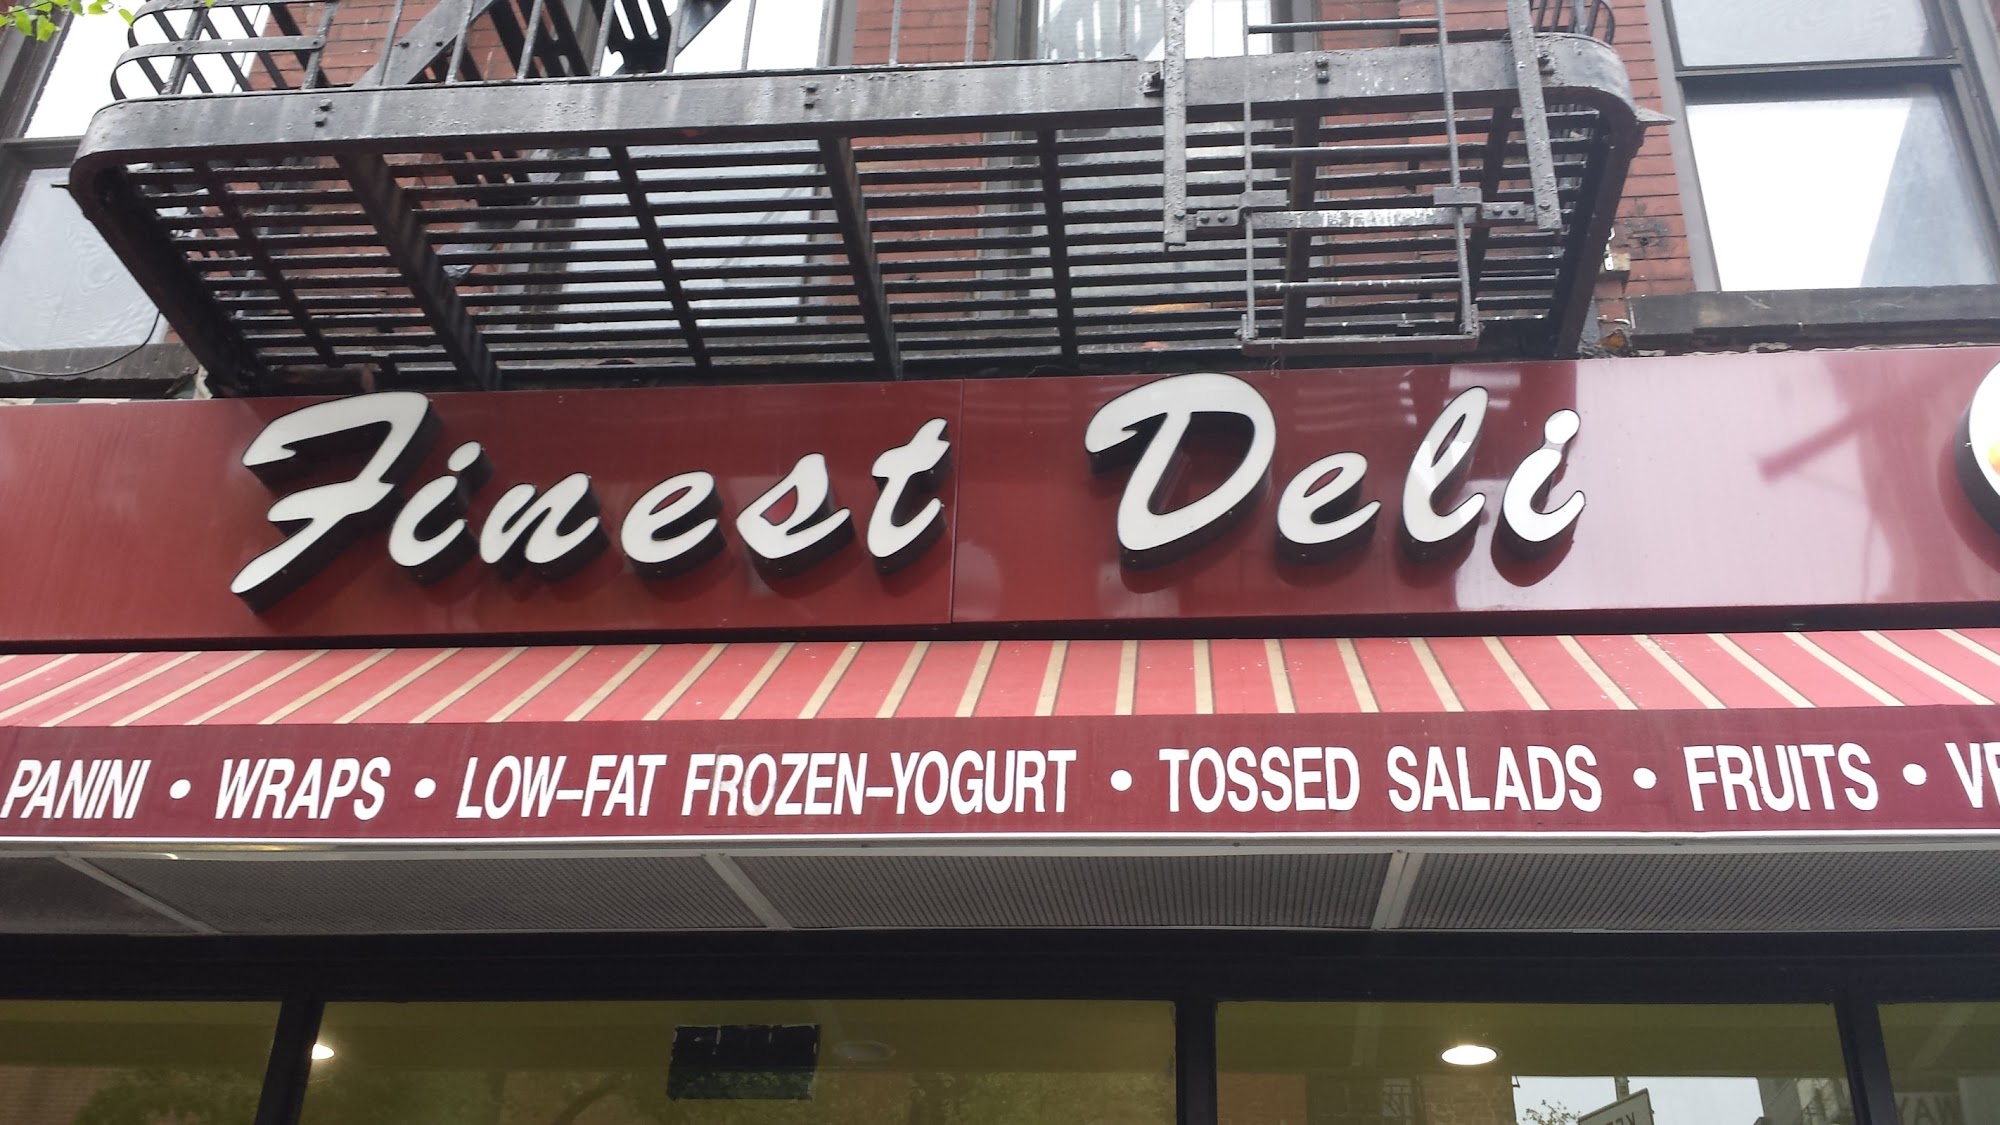 Finest Deli
PANINI • WRAPS • LOW-FAT FROZEN-YOGURT • TOSSED SALADS • FRUITS •